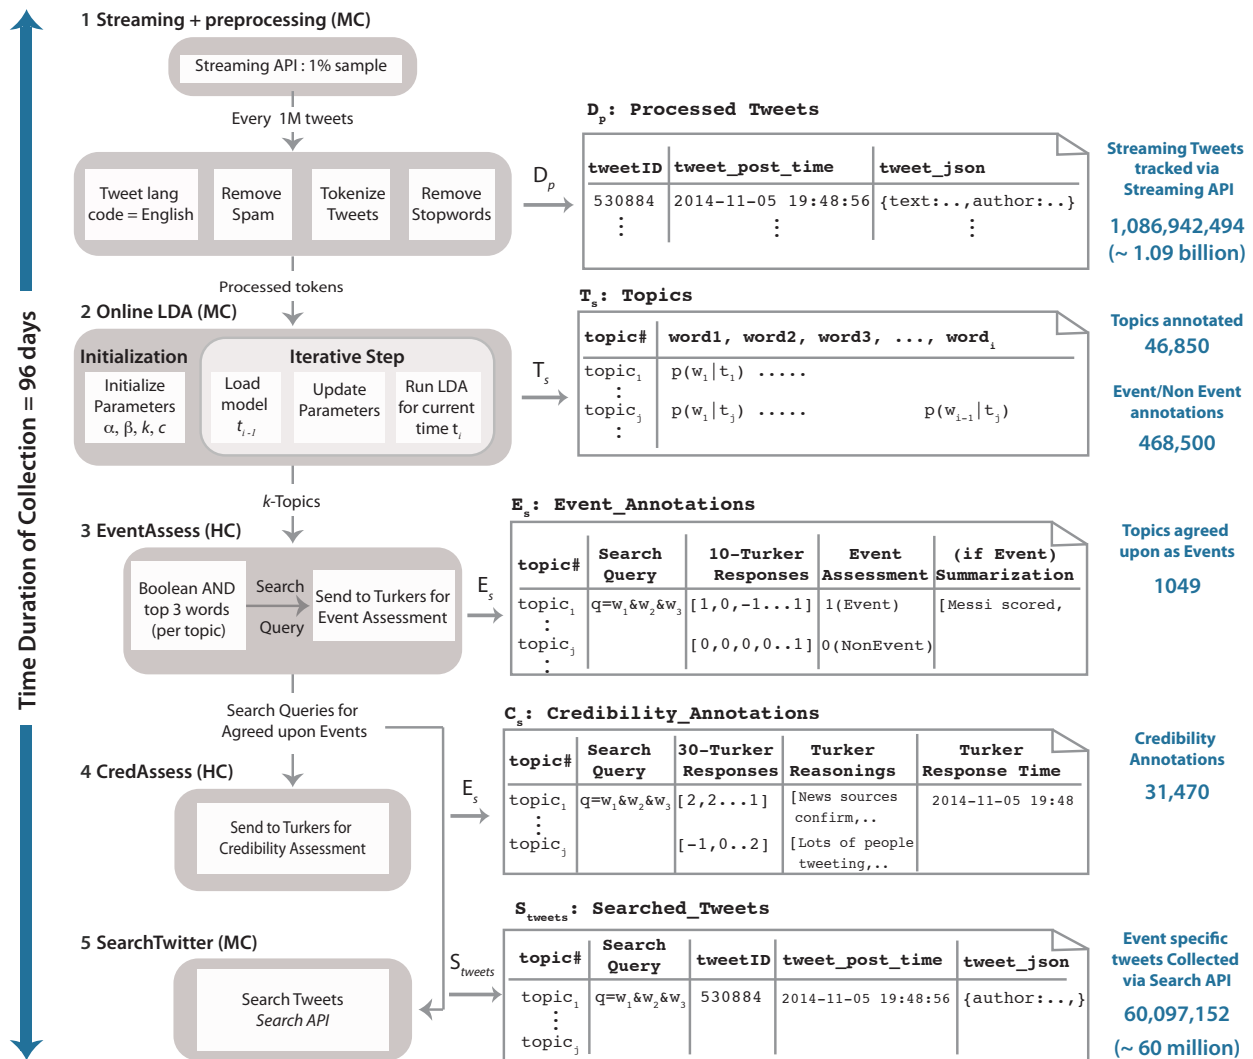 Time Duration of Collection = 96 days
1 Streaming + preprocessing (MC)
Streaming API : 1% sample
Every 1M tweets
Tweet lang
code = English
Remove
Spam
Tokenize
Tweets
Remove
Stopwords
D_p
D_p: Processed Tweets
tweetID tweet_post_time tweet_json
530884 2014-11-05 19:48:56 {text:..,author:..}
⋮ ⋮ ⋮
Streaming Tweets
tracked via
Streaming API
1,086,942,494
(~ 1.09 billion)
Processed tokens
2 Online LDA (MC)
Initialization
Initialize
Parameters
α, β, k, c
Iterative Step
Load
model
t_{i-1}
Update
Parameters
Run LDA
for current
time t_i
T_s
T_s: Topics
topic# word1, word2, word3, ..., word_i
topic_1 p(w_1|t_1) .....
⋮
topic_j p(w_1|t_j) ..... p(w_{i-1}|t_j)
⋮
Topics annotated
46,850
Event/Non Event
annotations
468,500
k-Topics
3 EventAssess (HC)
Boolean AND
top 3 words
(per topic)
Search
Query
Send to Turkers for
Event Assessment
E_s
E_s: Event_Annotations
topic# Search Query 10-Turker Responses Event Assessment (if Event) Summarization
topic_1 q=w_1&w_2&w_3 [1,0,-1...1] 1(Event) [Messi scored,
⋮
topic_j [0,0,0,0..1] 0(NonEvent)
⋮
Topics agreed
upon as Events
1049
Search Queries for
Agreed upon Events
4 CredAssess (HC)
Send to Turkers for
Credibility Assessment
E_s
C_s: Credibility_Annotations
topic# Search Query 30-Turker Responses Turker Reasonings Turker Response Time
topic_1 q=w_1&w_2&w_3 [2,2...1] [News sources confirm,.. 2014-11-05 19:48
⋮
topic_j [-1,0..2] [Lots of people tweeting,..
Credibility
Annotations
31,470
5 SearchTwitter (MC)
Search Tweets
Search API
S_tweets
S_tweets: Searched_Tweets
topic# Search Query tweetID tweet_post_time tweet_json
topic_1 q=w_1&w_2&w_3 530884 2014-11-05 19:48:56 {author:..,}
⋮
topic_j
Event specific
tweets Collected
via Search API
60,097,152
(~ 60 million)